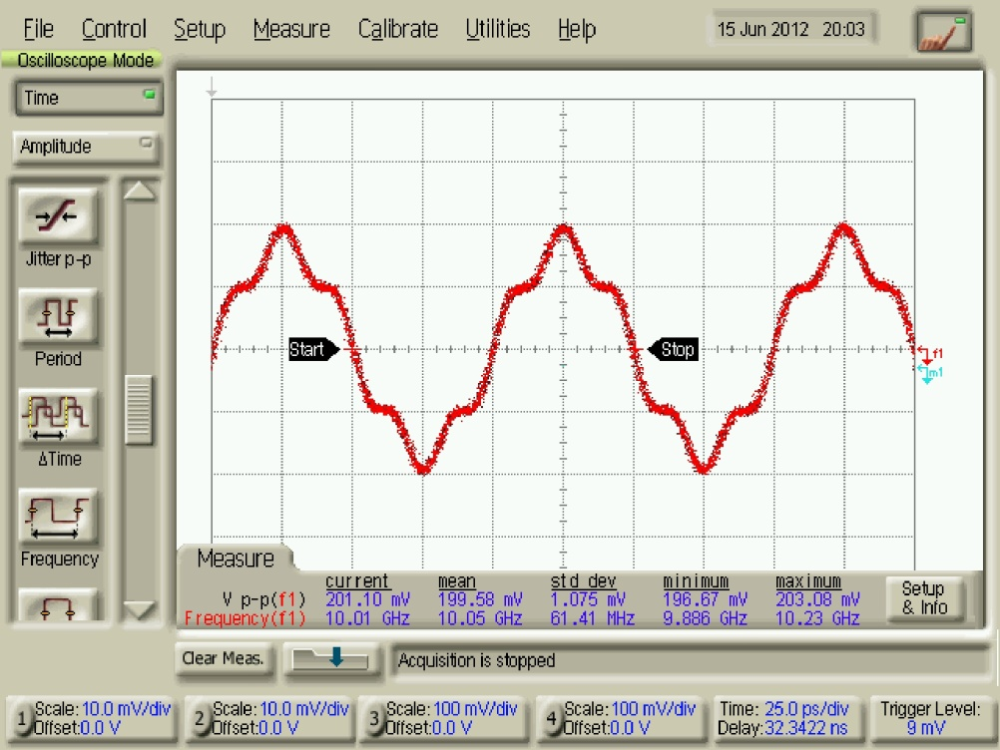 File Control Setup Measure Calibrate Utilities Help 15 Jun 2012 20:03
Oscilloscope Mode
Time
Amplitude
Jitter p-p
Period
ΔTime
Frequency
Start
Stop
f1
m1
Measure
current mean std dev minimum maximum
V p-p(f1) 201.10 mV 199.58 mV 1.075 mV 196.67 mV 203.08 mV
Frequency(f1) 10.01 GHz 10.05 GHz 61.41 MHz 9.886 GHz 10.23 GHz
Setup
& Info
Clear Meas.
Acquisition is stopped
1 Scale:10.0 mV/div
Offset:0.0 V
2 Scale:10.0 mV/div
Offset:0.0 V
3 Scale:100 mV/div
Offset:0.0 V
4 Scale:100 mV/div
Offset:0.0 V
Time:25.0 ps/div
Delay:32.3422 ns
Trigger Level:
9 mV